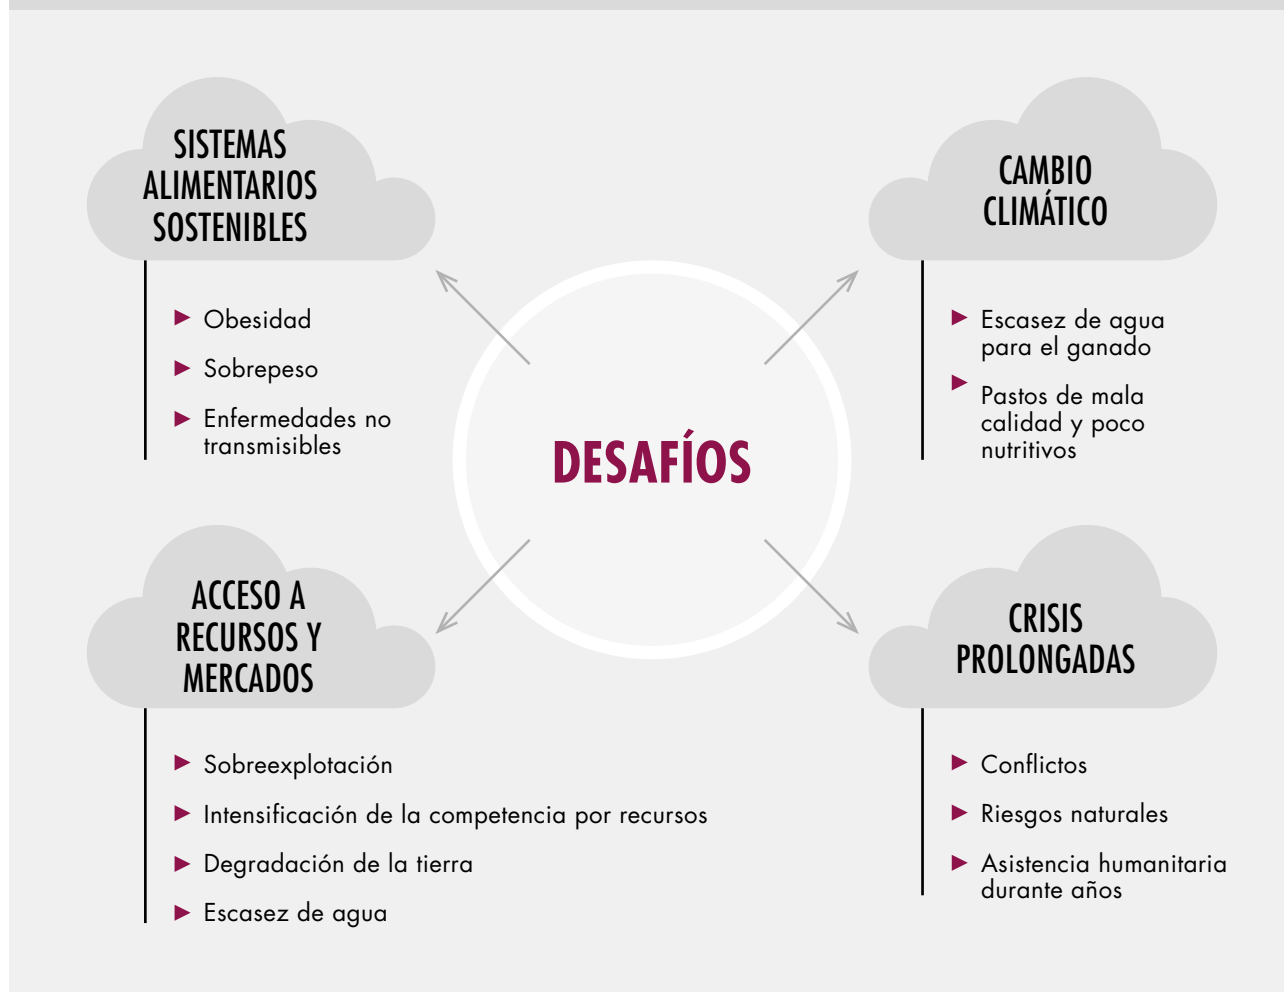 SISTEMAS
ALIMENTARIOS
SOSTENIBLES
Obesidad
Sobrepeso
Enfermedades no
transmisibles
CAMBIO
CLIMÁTICO
Escasez de agua
para el ganado
Pastos de mala
calidad y poco
nutritivos
DESAFÍOS
ACCESO A
RECURSOS Y
MERCADOS
Sobreexplotación
Intensificación de la competencia por recursos
Degradación de la tierra
Escasez de agua
CRISIS
PROLONGADAS
Conflictos
Riesgos naturales
Asistencia humanitaria
durante años